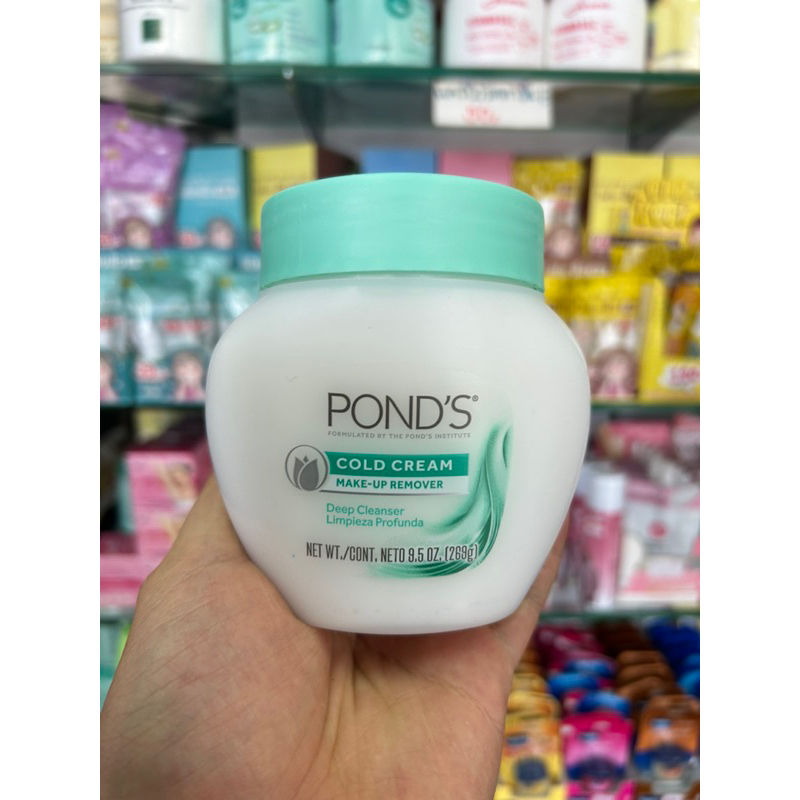 POND'S®
FORMULATED BY THE POND'S INSTITUTE
COLD CREAM
MAKE-UP REMOVER
Deep Cleanser
Limpieza Profunda
NET WT./CONT. NETO 9.5 OZ. (269g)